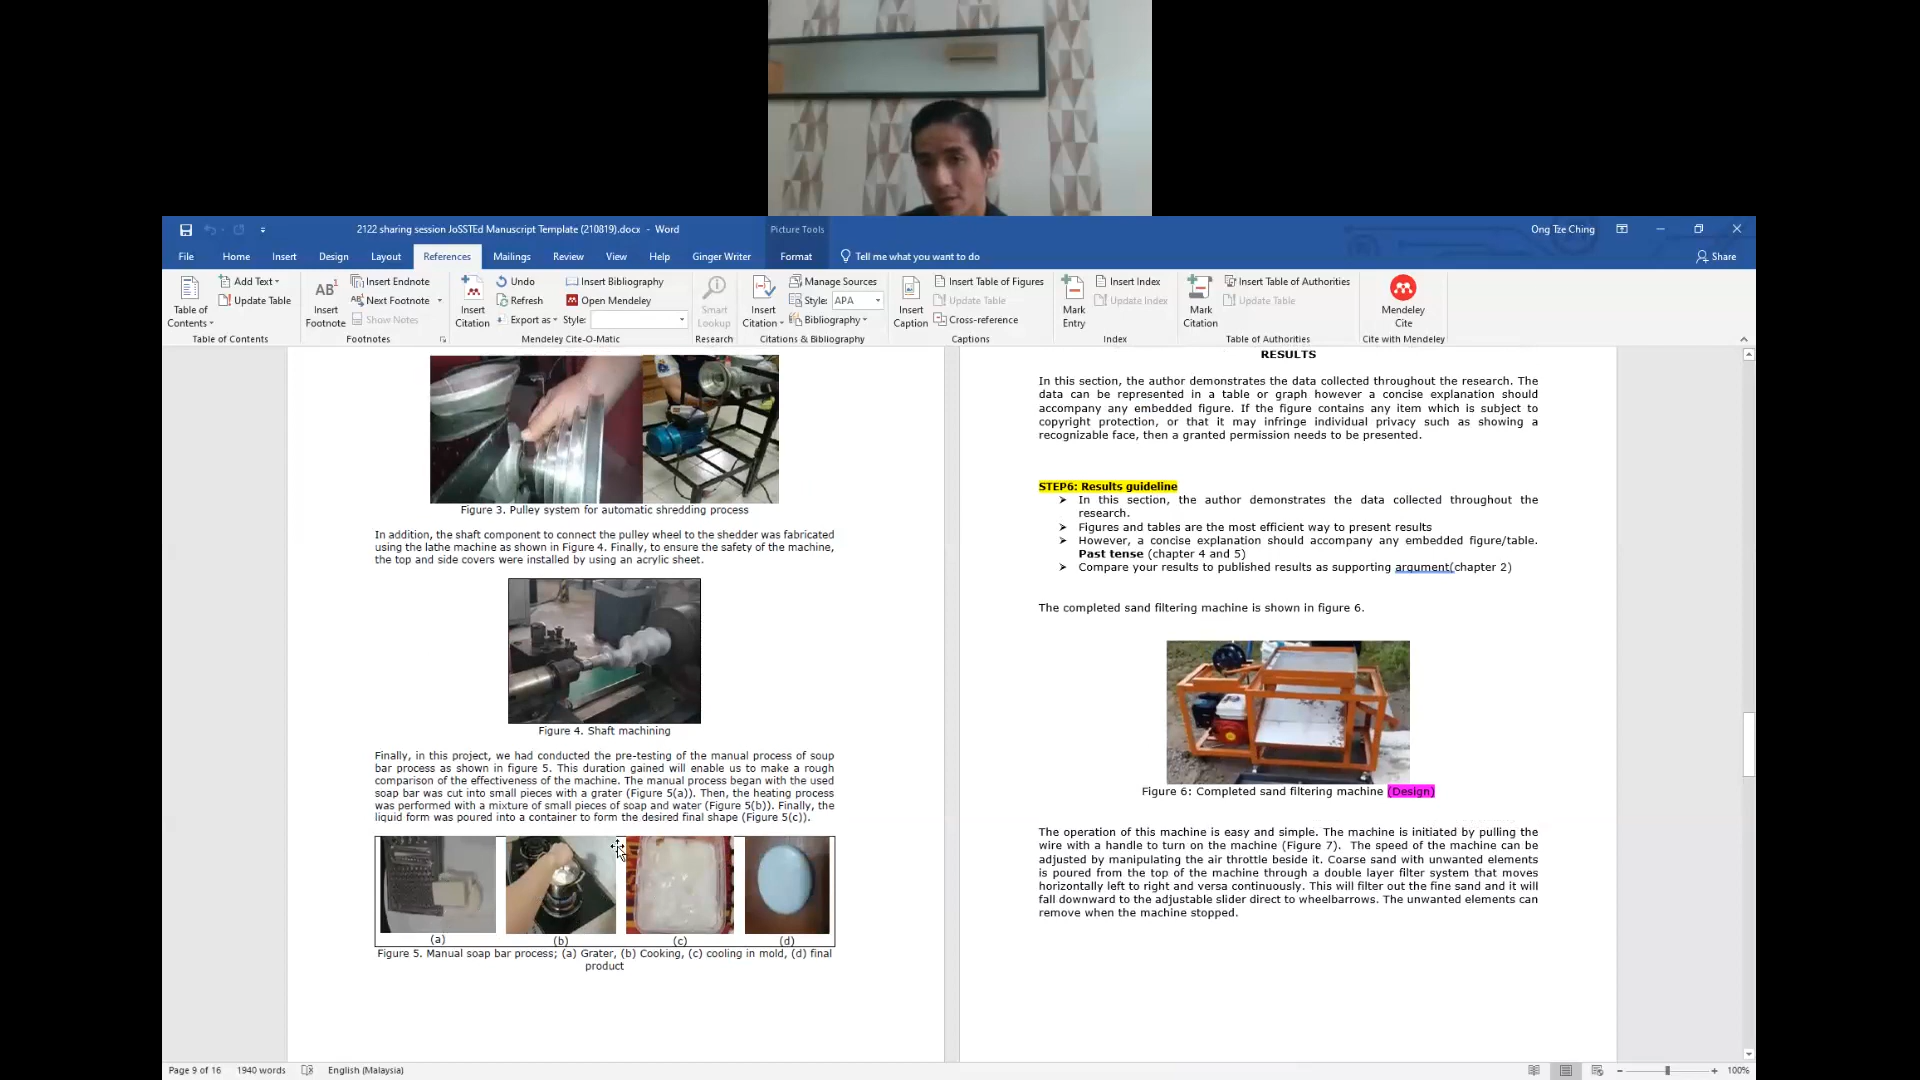 2122 sharing session JoSSTEd Manuscript Template (210819).docx - Word
Picture Tools
Ong Tze Ching
File Home Insert Design Layout References Mailings Review View Help Ginger Writer Format Tell me what you want to do Share
Table of Contents
Add Text
Update Table
Table of Contents
AB1
Insert Footnote
Insert Endnote
Next Footnote
Show Notes
Footnotes
Insert Citation
Undo
Refresh
Export as
Insert Bibliography
Open Mendeley
Style:
Mendeley Cite-O-Matic
Smart Lookup
Research
Insert Citation
Manage Sources
Style: APA
Bibliography
Citations & Bibliography
Insert Caption
Insert Table of Figures
Update Table
Cross-reference
Captions
Mark Entry
Insert Index
Update Index
Index
Mark Citation
Insert Table of Authorities
Update Table
Table of Authorities
Mendeley Cite
Cite with Mendeley
Figure 3. Pulley system for automatic shredding process
In addition, the shaft component to connect the pulley wheel to the shedder was fabricated
using the lathe machine as shown in Figure 4. Finally, to ensure the safety of the machine,
the top and side covers were installed by using an acrylic sheet.
Figure 4. Shaft machining
Finally, in this project, we had conducted the pre-testing of the manual process of soup
bar process as shown in figure 5. This duration gained will enable us to make a rough
comparison of the effectiveness of the machine. The manual process began with the used
soap bar was cut into small pieces with a grater (Figure 5(a)). Then, the heating process
was performed with a mixture of small pieces of soap and water (Figure 5(b)). Finally, the
liquid form was poured into a container to form the desired final shape (Figure 5(c)).
(a) (b) (c) (d)
Figure 5. Manual soap bar process; (a) Grater, (b) Cooking, (c) cooling in mold, (d) final
product
RESULTS
In this section, the author demonstrates the data collected throughout the research. The
data can be represented in a table or graph however a concise explanation should
accompany any embedded figure. If the figure contains any item which is subject to
copyright protection, or that it may infringe individual privacy such as showing a
recognizable face, then a granted permission needs to be presented.
STEP6: Results guideline
➢ In this section, the author demonstrates the data collected throughout the
research.
➢ Figures and tables are the most efficient way to present results
➢ However, a concise explanation should accompany any embedded figure/table.
Past tense (chapter 4 and 5)
➢ Compare your results to published results as supporting argument(chapter 2)
The completed sand filtering machine is shown in figure 6.
Figure 6: Completed sand filtering machine (Design)
The operation of this machine is easy and simple. The machine is initiated by pulling the
wire with a handle to turn on the machine (Figure 7). The speed of the machine can be
adjusted by manipulating the air throttle beside it. Coarse sand with unwanted elements
is poured from the top of the machine through a double layer filter system that moves
horizontally left to right and versa continuously. This will filter out the fine sand and it will
fall downward to the adjustable slider direct to wheelbarrows. The unwanted elements can
remove when the machine stopped.
Page 9 of 16 1940 words English (Malaysia) 100%